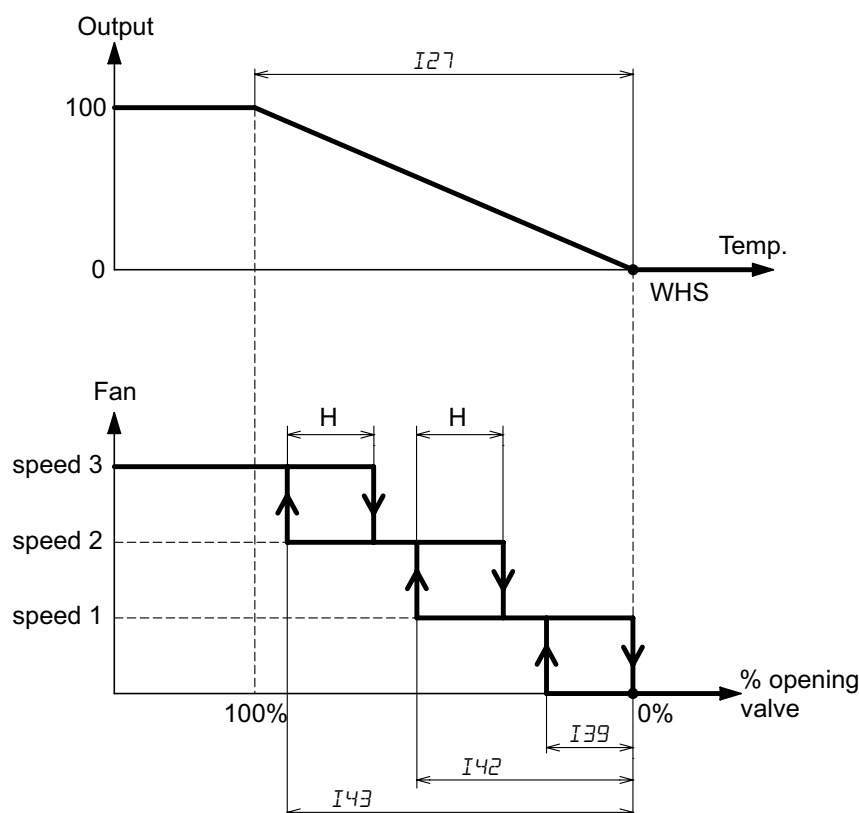 Output
I27
100
0
Temp.
WHS
Fan
H H
speed 3
speed 2
speed 1
100%
0%
% opening
valve
I39
I42
I43